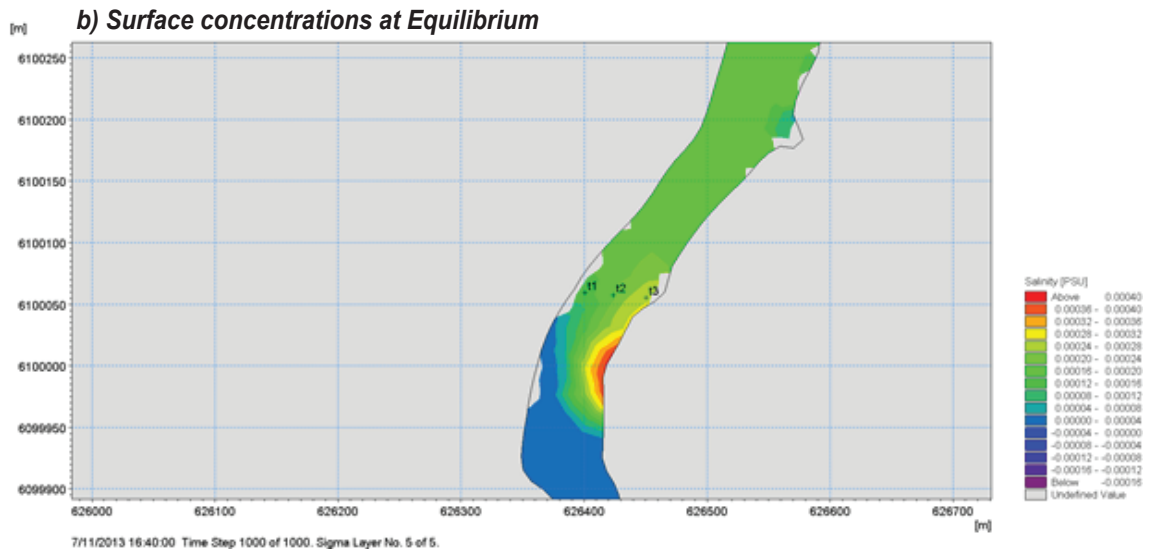 b) Surface concentrations at Equilibrium
[m]
6100250
6100200
6100150
6100100
6100050
6100000
6099950
6099900
t1 t2 t3
626000 626100 626200 626300 626400 626500 626600 626700
[m]
7/11/2013 16:40:00 Time Step 1000 of 1000. Sigma Layer No. 5 of 5.
Salinity [PSU]
Above 0.00040
0.00036 - 0.00040
0.00032 - 0.00036
0.00028 - 0.00032
0.00024 - 0.00028
0.00020 - 0.00024
0.00016 - 0.00020
0.00012 - 0.00016
0.00008 - 0.00012
0.00004 - 0.00008
0.00000 - 0.00004
-0.00004 - 0.00000
-0.00008 - -0.00004
-0.00012 - -0.00008
-0.00016 - -0.00012
Below -0.00016
Undefined Value